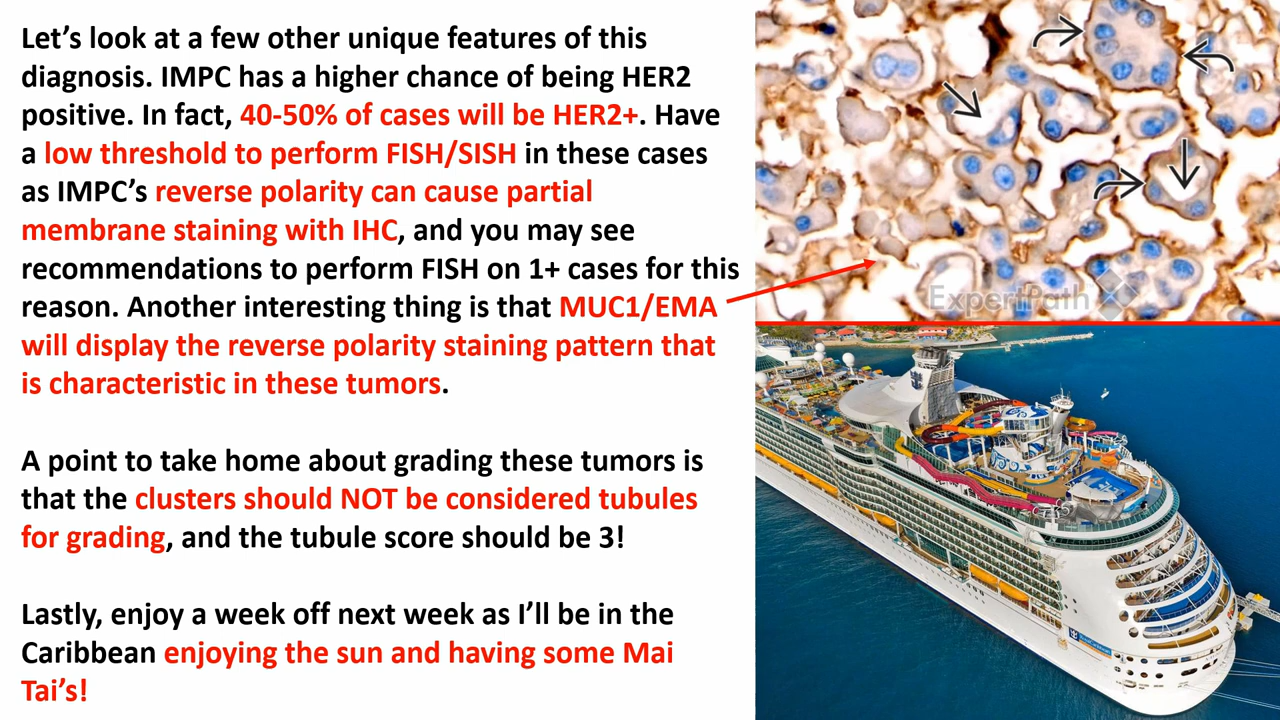 Let’s look at a few other unique features of this
diagnosis. IMPC has a higher chance of being HER2
positive. In fact, 40-50% of cases will be HER2+. Have
a low threshold to perform FISH/SISH in these cases
as IMPC’s reverse polarity can cause partial
membrane staining with IHC, and you may see
recommendations to perform FISH on 1+ cases for this
reason. Another interesting thing is that MUC1/EMA
will display the reverse polarity staining pattern that
is characteristic in these tumors.
A point to take home about grading these tumors is
that the clusters should NOT be considered tubules
for grading, and the tubule score should be 3!
Lastly, enjoy a week off next week as I’ll be in the
Caribbean enjoying the sun and having some Mai
Tai’s!
ExpertPath